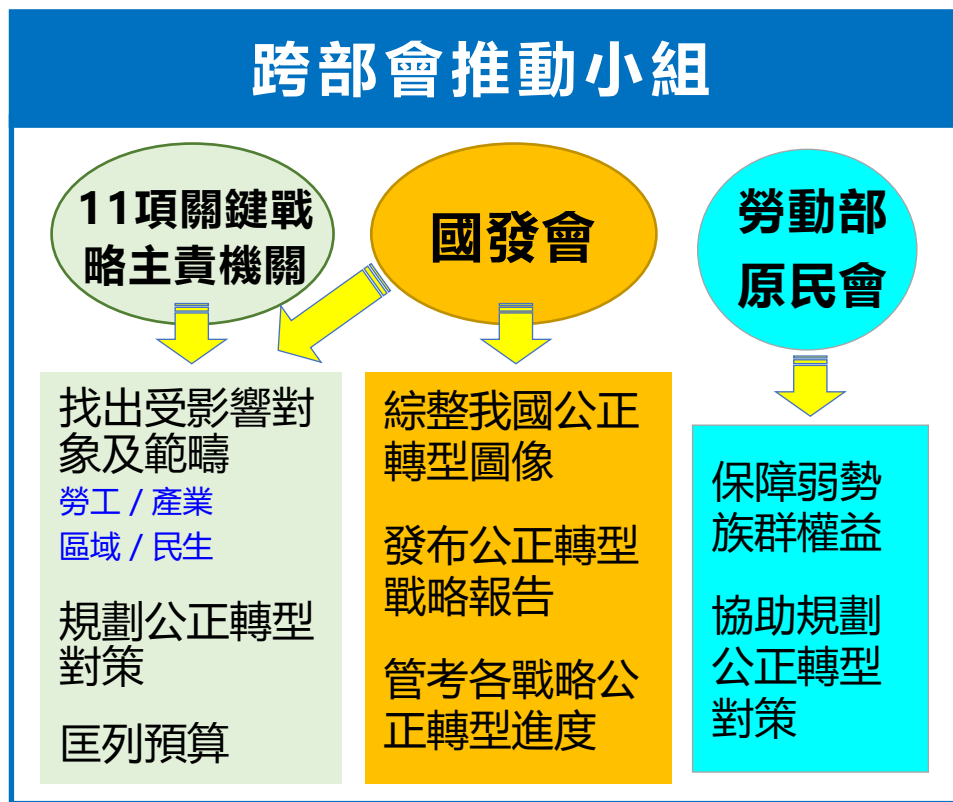 跨部會推動小組
11項關鍵戰
略主責機關
國發會
勞動部
原民會
找出受影響對
象及範疇
勞工 / 產業
區域 / 民生
規劃公正轉型
對策
匡列預算
綜整我國公正
轉型圖像
發布公正轉型
戰略報告
管考各戰略公
正轉型進度
保障弱勢
族群權益
協助規劃
公正轉型
對策